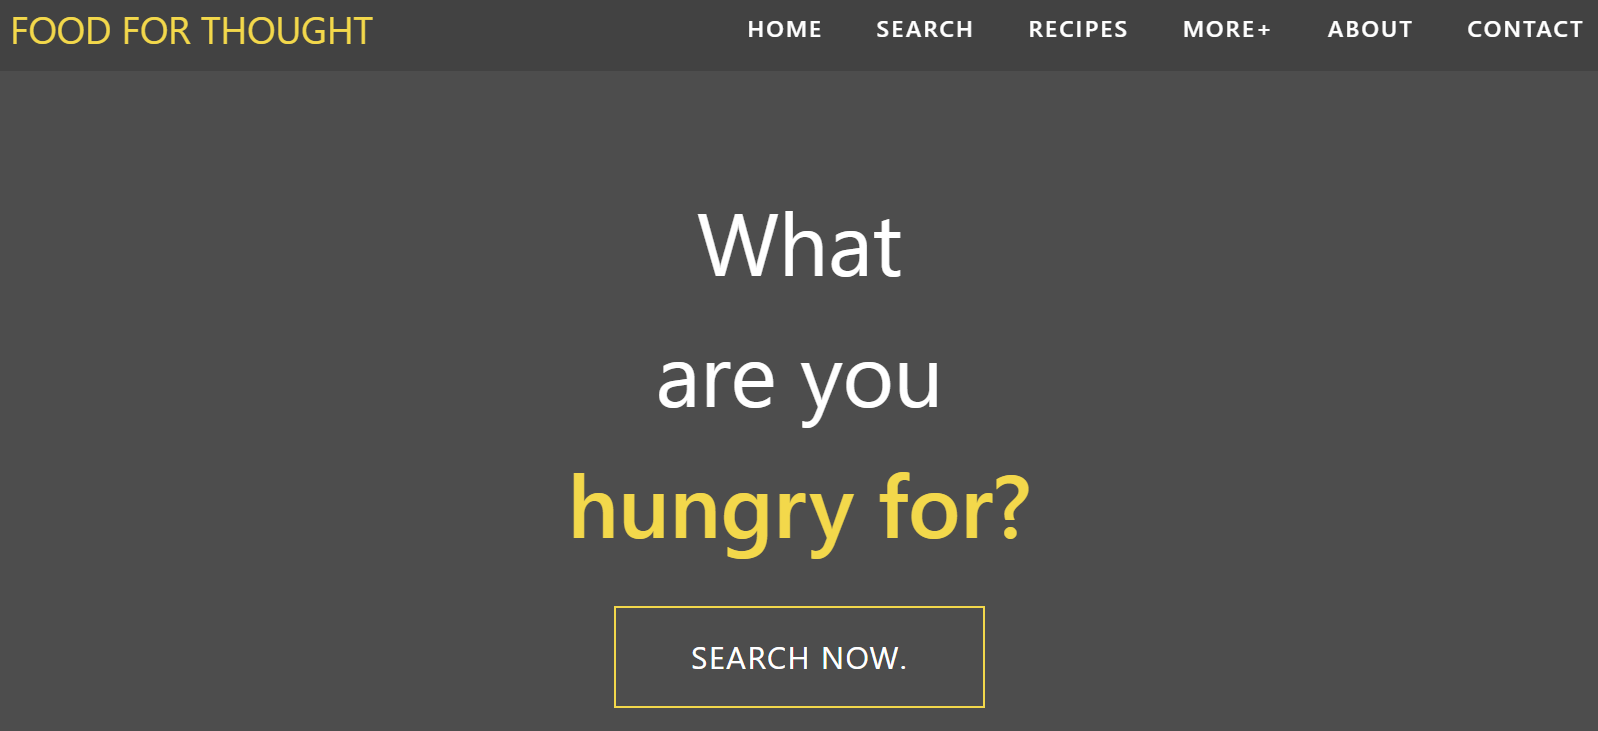 FOOD FOR THOUGHT HOME SEARCH RECIPES MORE+ ABOUT CONTACT
What
are you
hungry for?
SEARCH NOW.